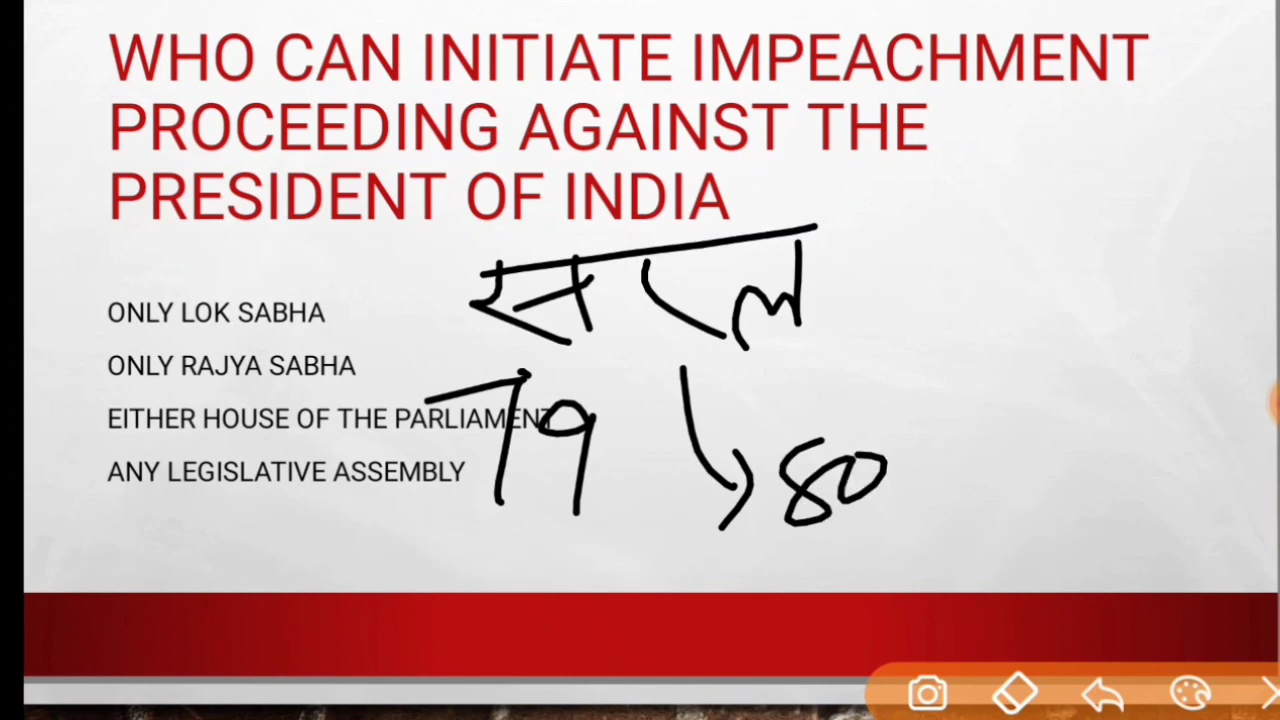 WHO CAN INITIATE IMPEACHMENT
PROCEEDING AGAINST THE
PRESIDENT OF INDIA
ONLY LOK SABHA
ONLY RAJYA SABHA
EITHER HOUSE OF THE PARLIAMENT
ANY LEGISLATIVE ASSEMBLY
79
80